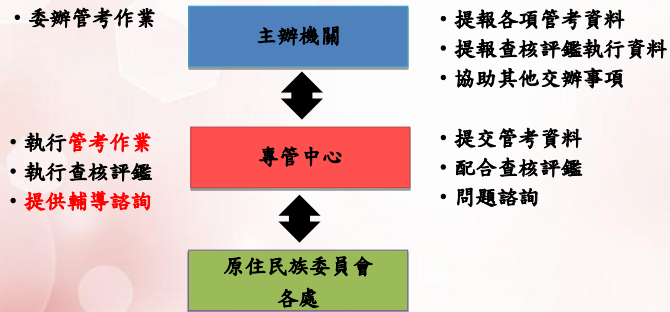 • 委辦管考作業
主辦機關
• 提報各項管考資料
• 提報查核評鑑執行資料
• 協助其他交辦事項
• 執行管考作業
• 執行查核評鑑
• 提供輔導諮詢
專管中心
• 提交管考資料
• 配合查核評鑑
• 問題諮詢
原住民族委員會
各處